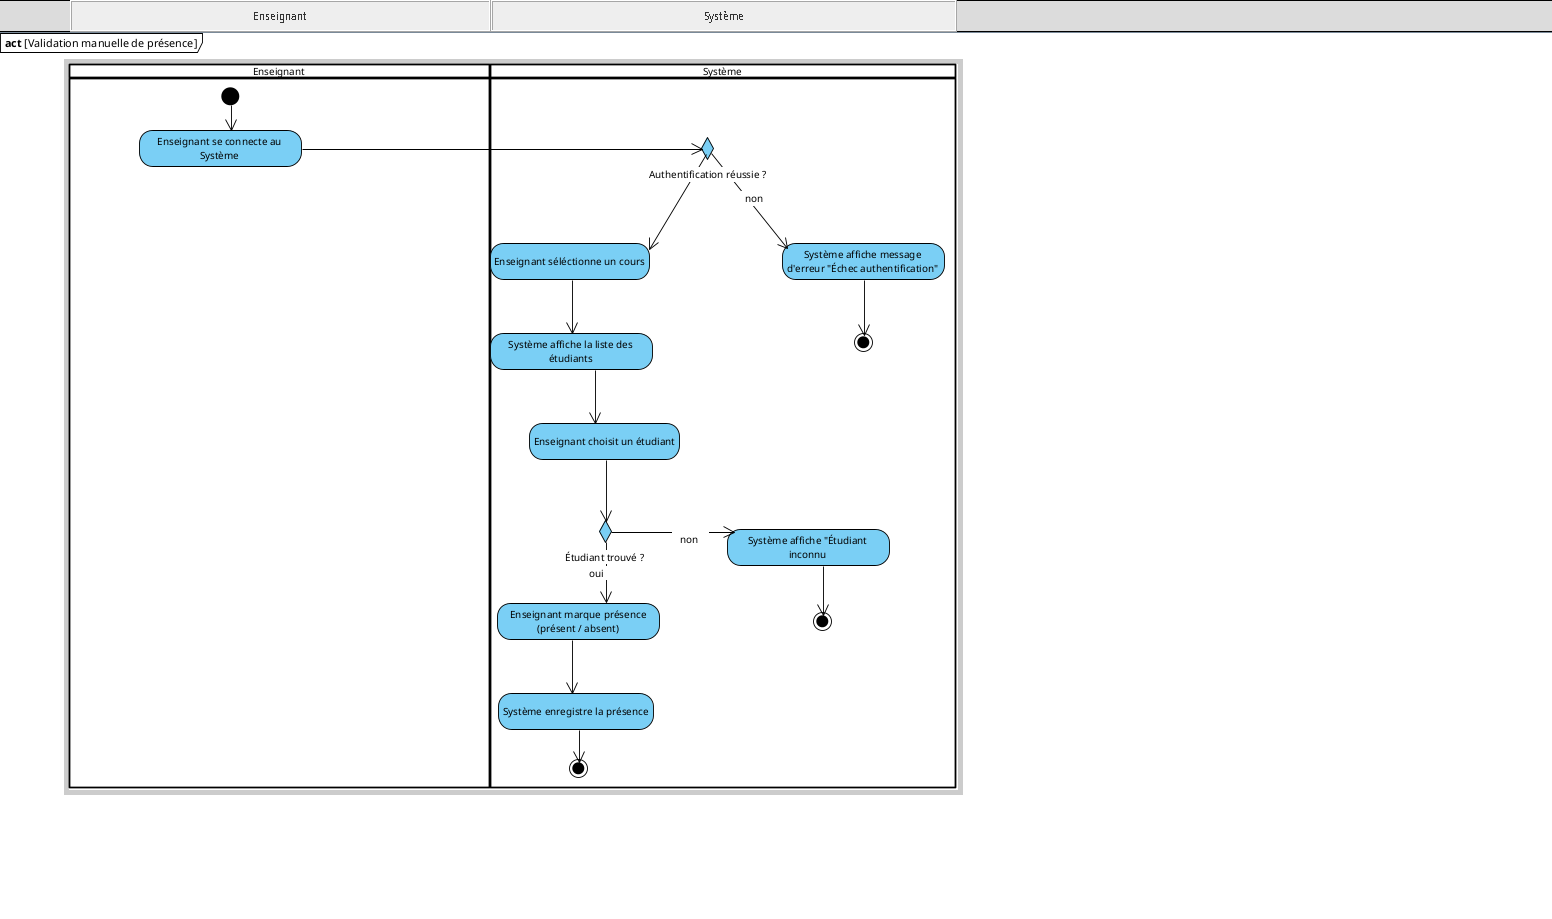 Enseignant
Système
act [Validation manuelle de présence]
Enseignant
Système
Enseignant se connecte au
Système
Authentification réussie ?
non
Enseignant séléctionne un cours
Système affiche message
d'erreur "Échec authentification"
Système affiche la liste des
étudiants
Enseignant choisit un étudiant
non
Système affiche "Étudiant
inconnu
Étudiant trouvé ?
oui
Enseignant marque présence
(présent / absent)
Système enregistre la présence